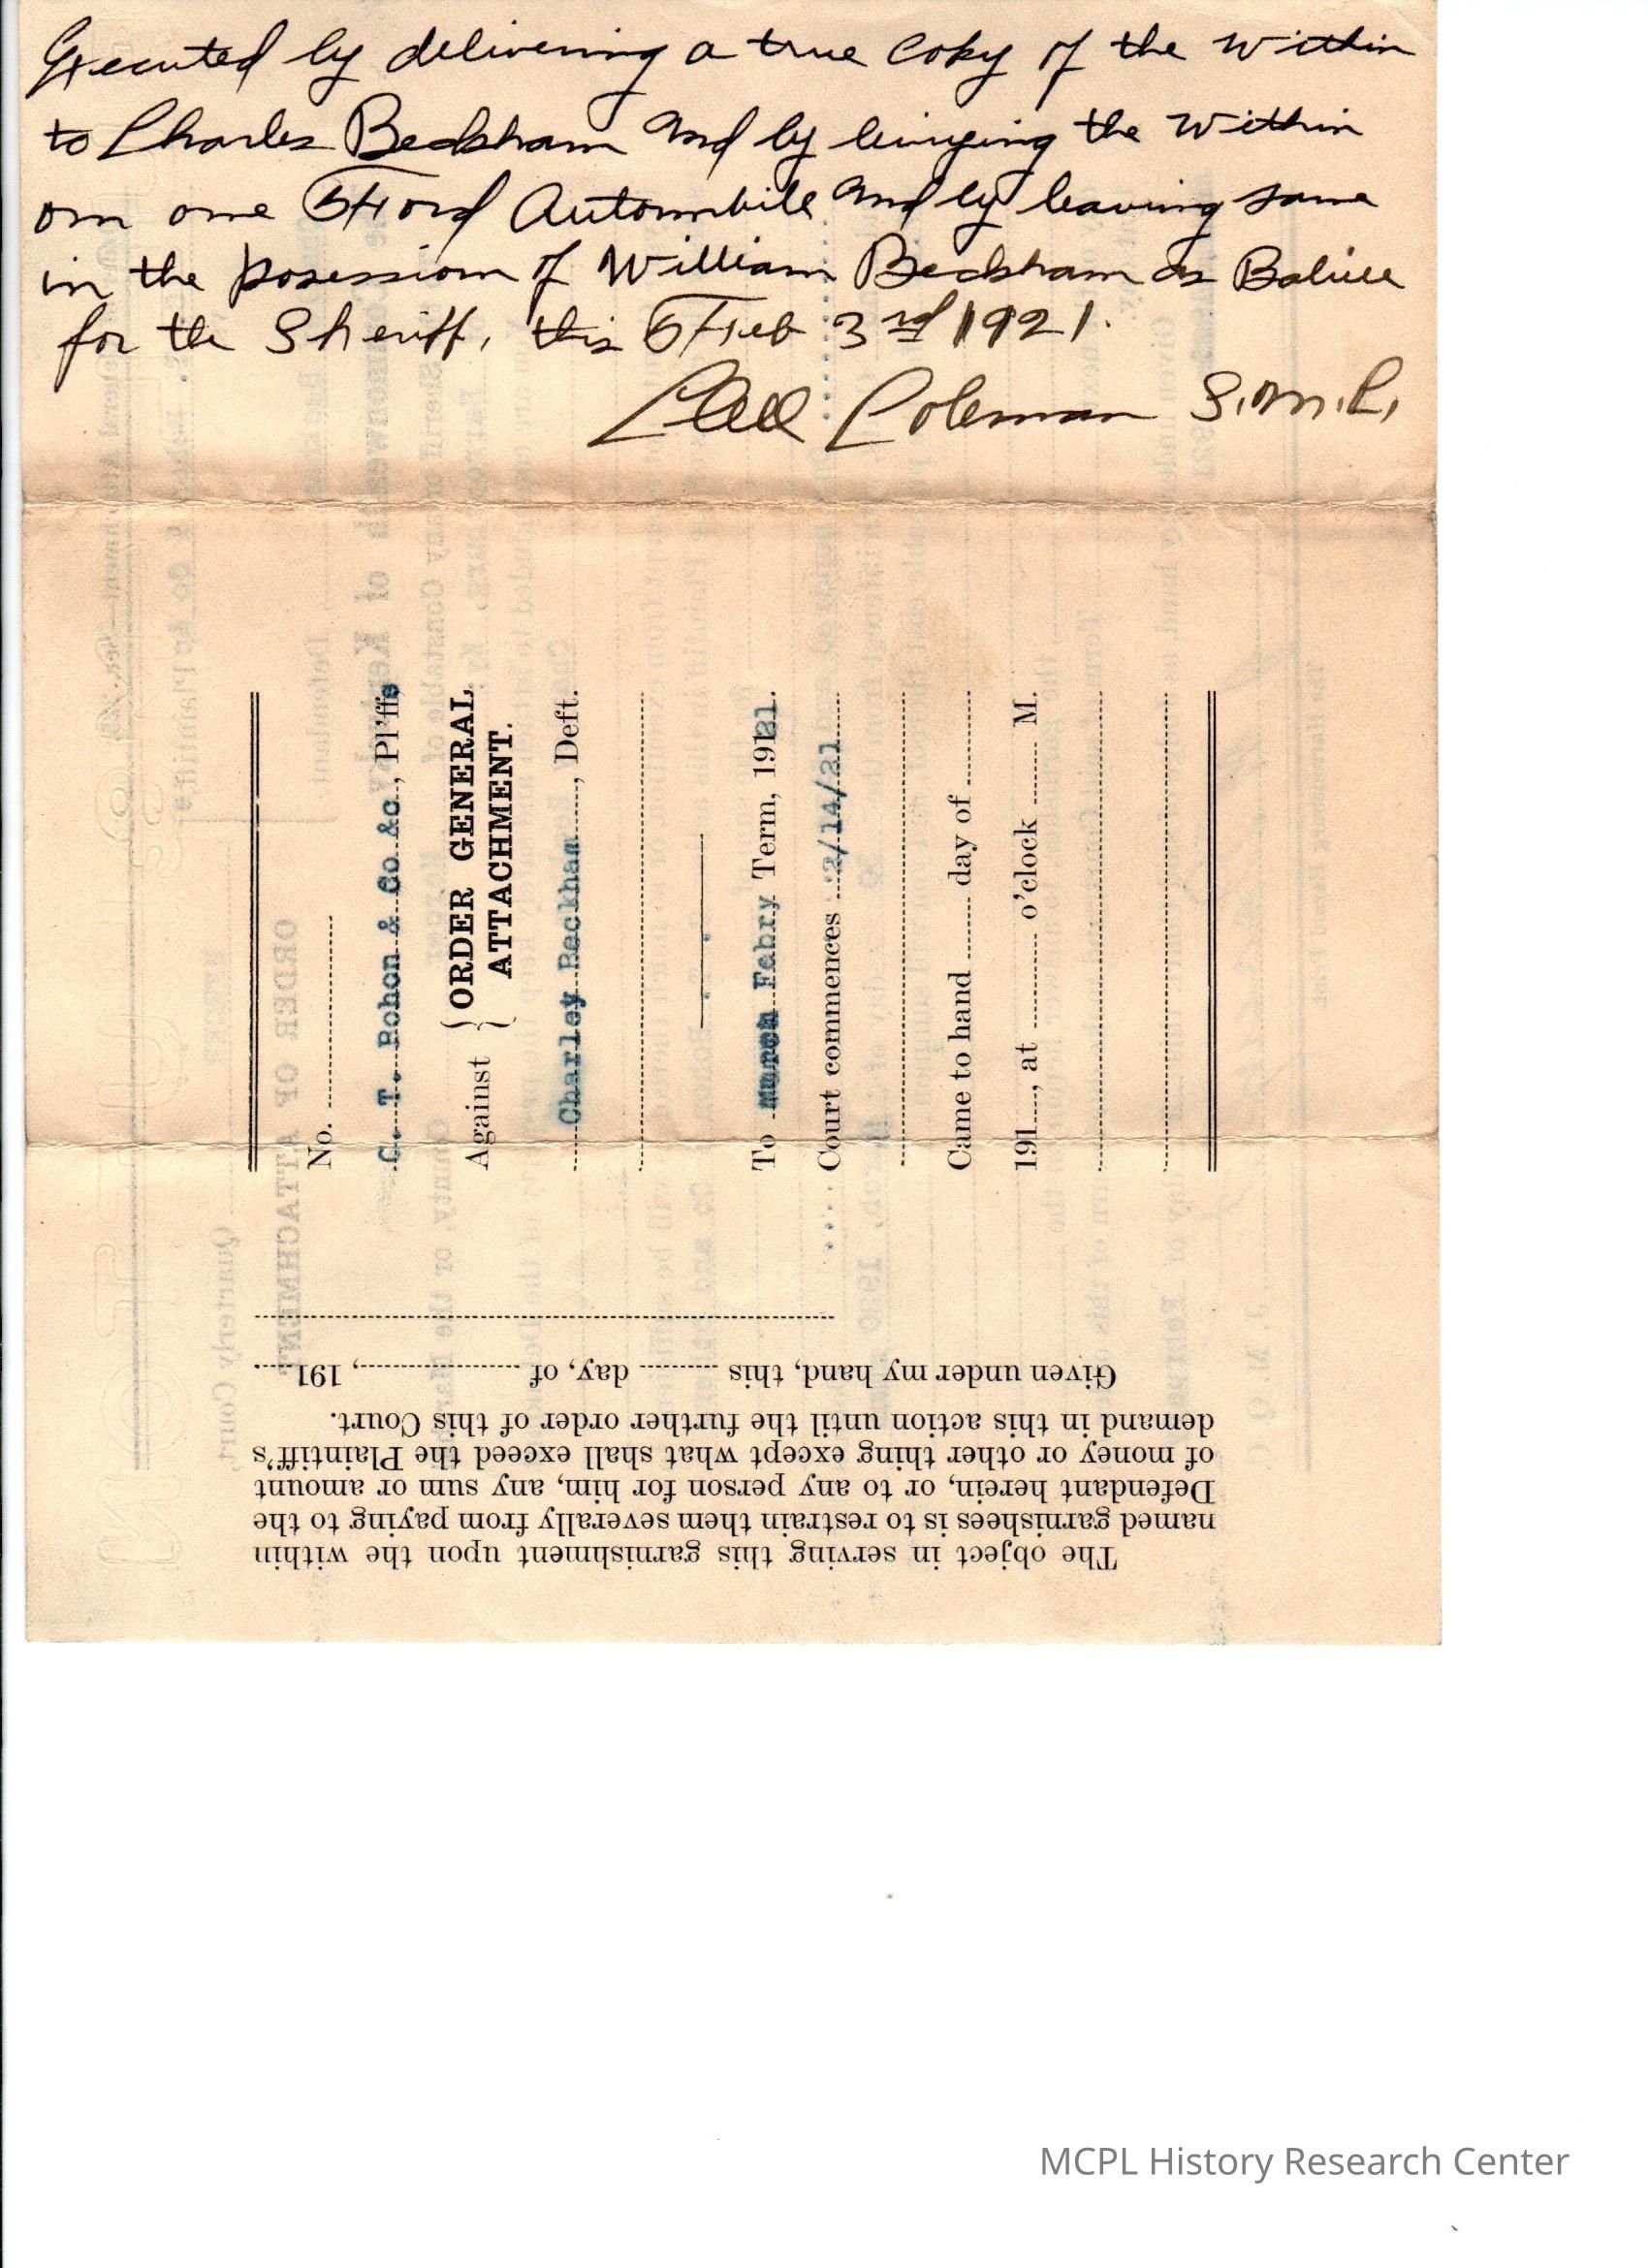 Executed by delivering a true Copy of the within
to Charles Beckham and by levying the within
on one Ford Automobile and by leaving same
in the posession of William Beckham as Baliee
for the Sheriff, this Feb 3rd 1921.
Coleman S.M.C.
No.
C. T. Bohon & Co &c, Pl'ffs
Against { ORDER GENERAL
ATTACHMENT.
Charley Beckham, Deft.
To Febry Term, 1921.
Court commences 2/14/21
Came to hand day of
191 , at o'clock M.
The object in serving this garnishment upon the within
named garnishees is to restrain them severally from paying to the
Defendant herein, or to any person for him, any sum or amount
of money or other thing except what shall exceed the Plaintiff's
demand in this action until the further order of this Court.
Given under my hand, this day, of , 191 .
MCPL History Research Center